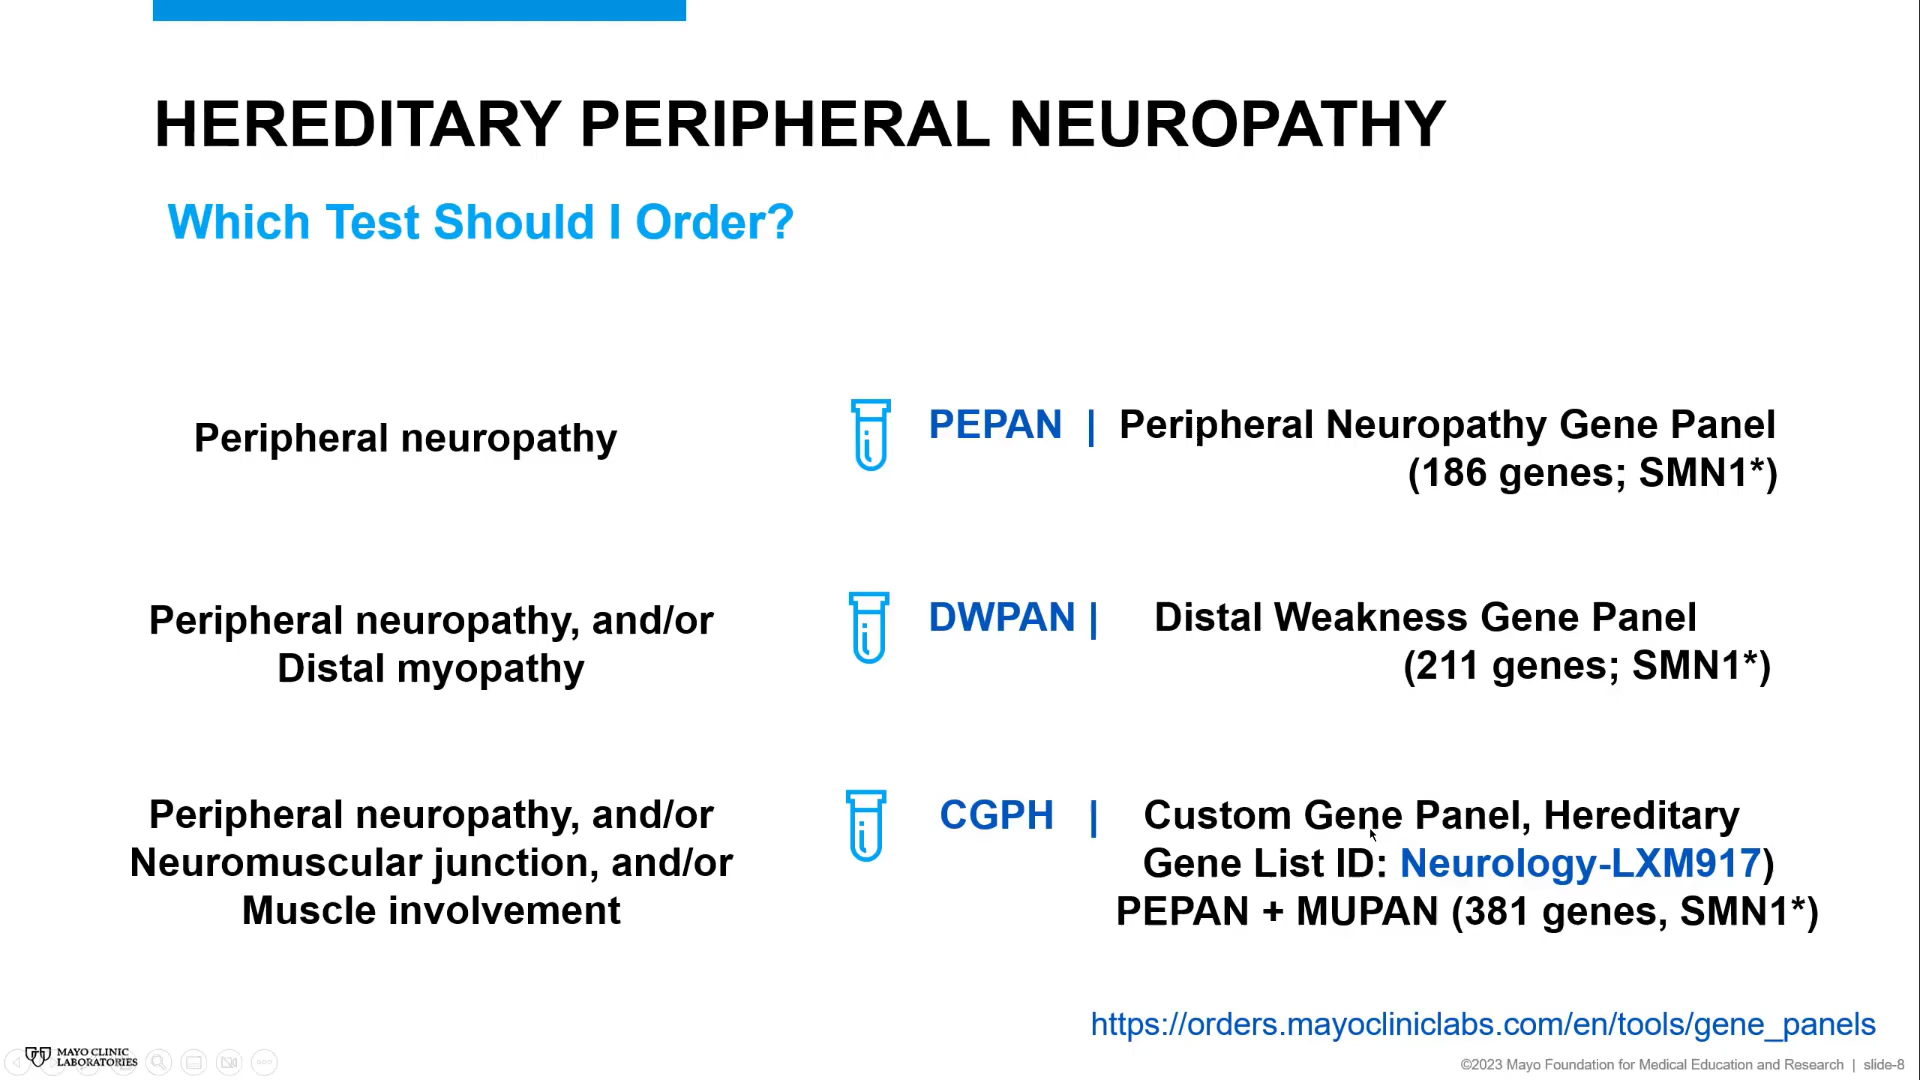 HEREDITARY PERIPHERAL NEUROPATHY
Which Test Should I Order?
Peripheral neuropathy
PEPAN | Peripheral Neuropathy Gene Panel
(186 genes; SMN1*)
Peripheral neuropathy, and/or
Distal myopathy
DWPAN | Distal Weakness Gene Panel
(211 genes; SMN1*)
Peripheral neuropathy, and/or
Neuromuscular junction, and/or
Muscle involvement
CGPH | Custom Gene Panel, Hereditary
Gene List ID: Neurology-LXM917)
PEPAN + MUPAN (381 genes, SMN1*)
https://orders.mayocliniclabs.com/en/tools/gene_panels
MAYO CLINIC
LABORATORIES
©2023 Mayo Foundation for Medical Education and Research | slide-8